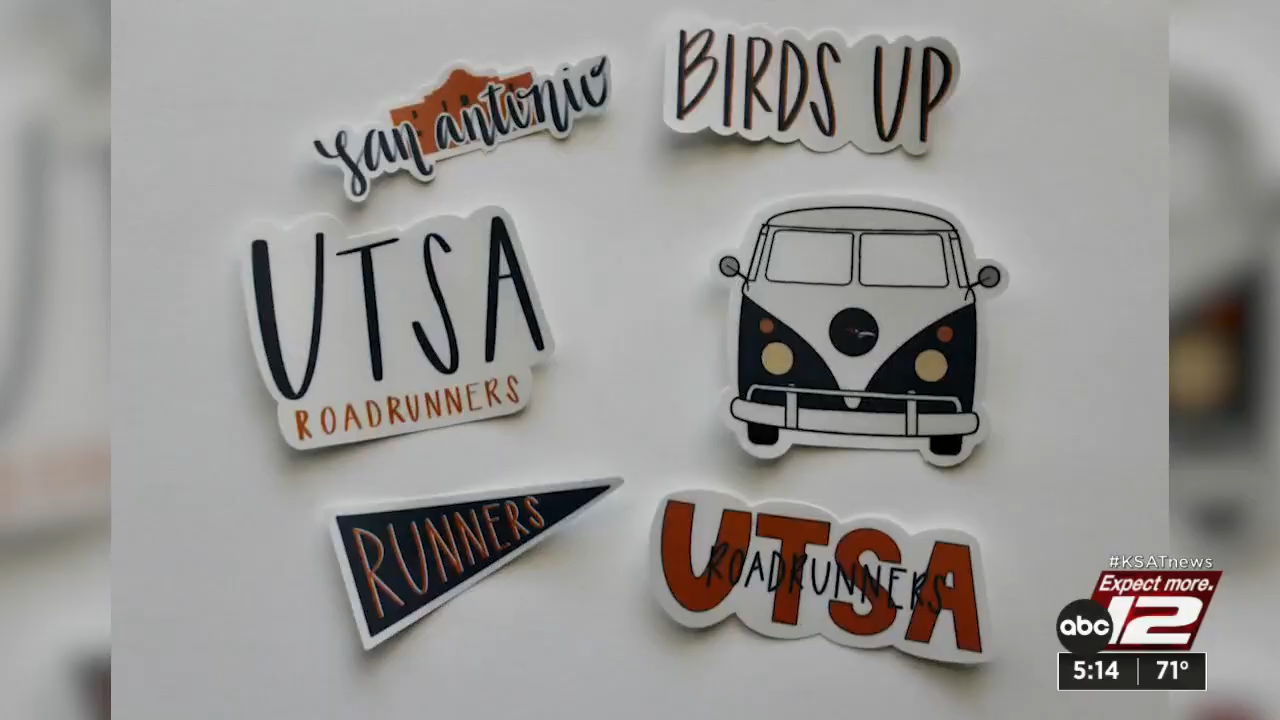 san antonio
BIRDS UP
UTSA
ROADRUNNERS
RUNNERS
UTSA
ROADRUNNERS
#KSATnews
Expect more.
abc 12
5:14 71°